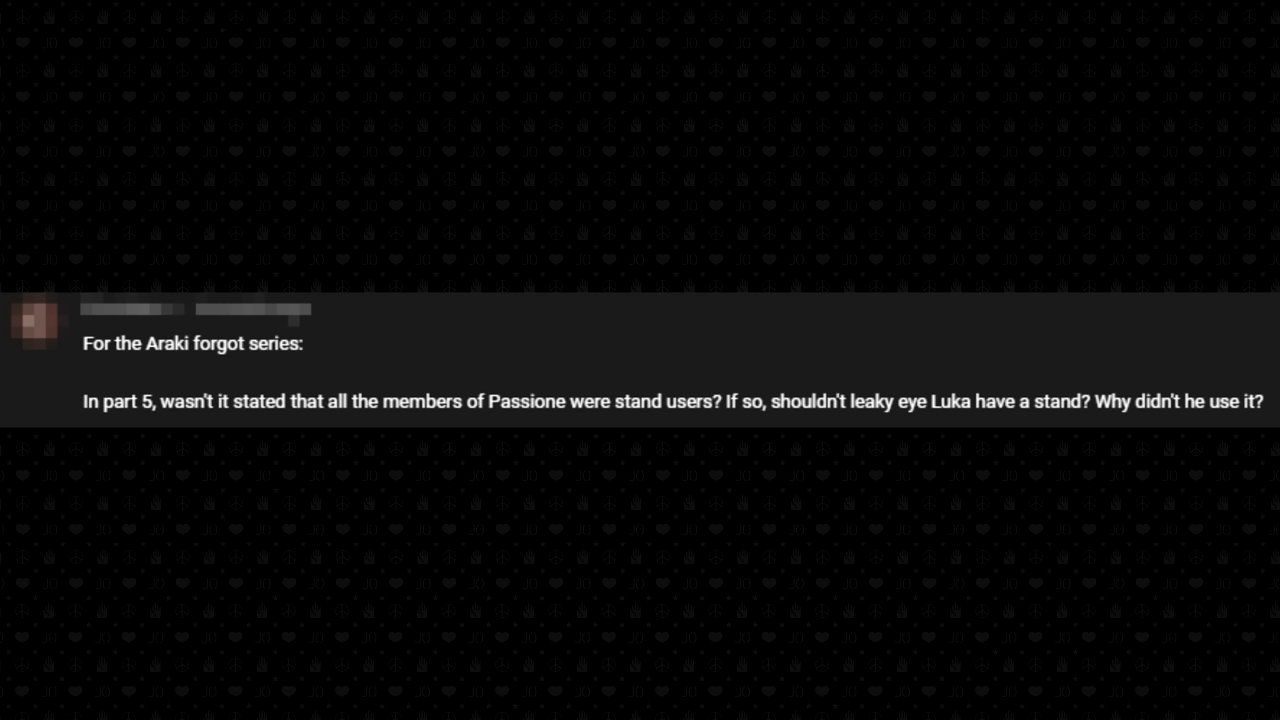 For the Araki forgot series:
In part 5, wasn't it stated that all the members of Passione were stand users? If so, shouldn't leaky eye Luka have a stand? Why didn't he use it?